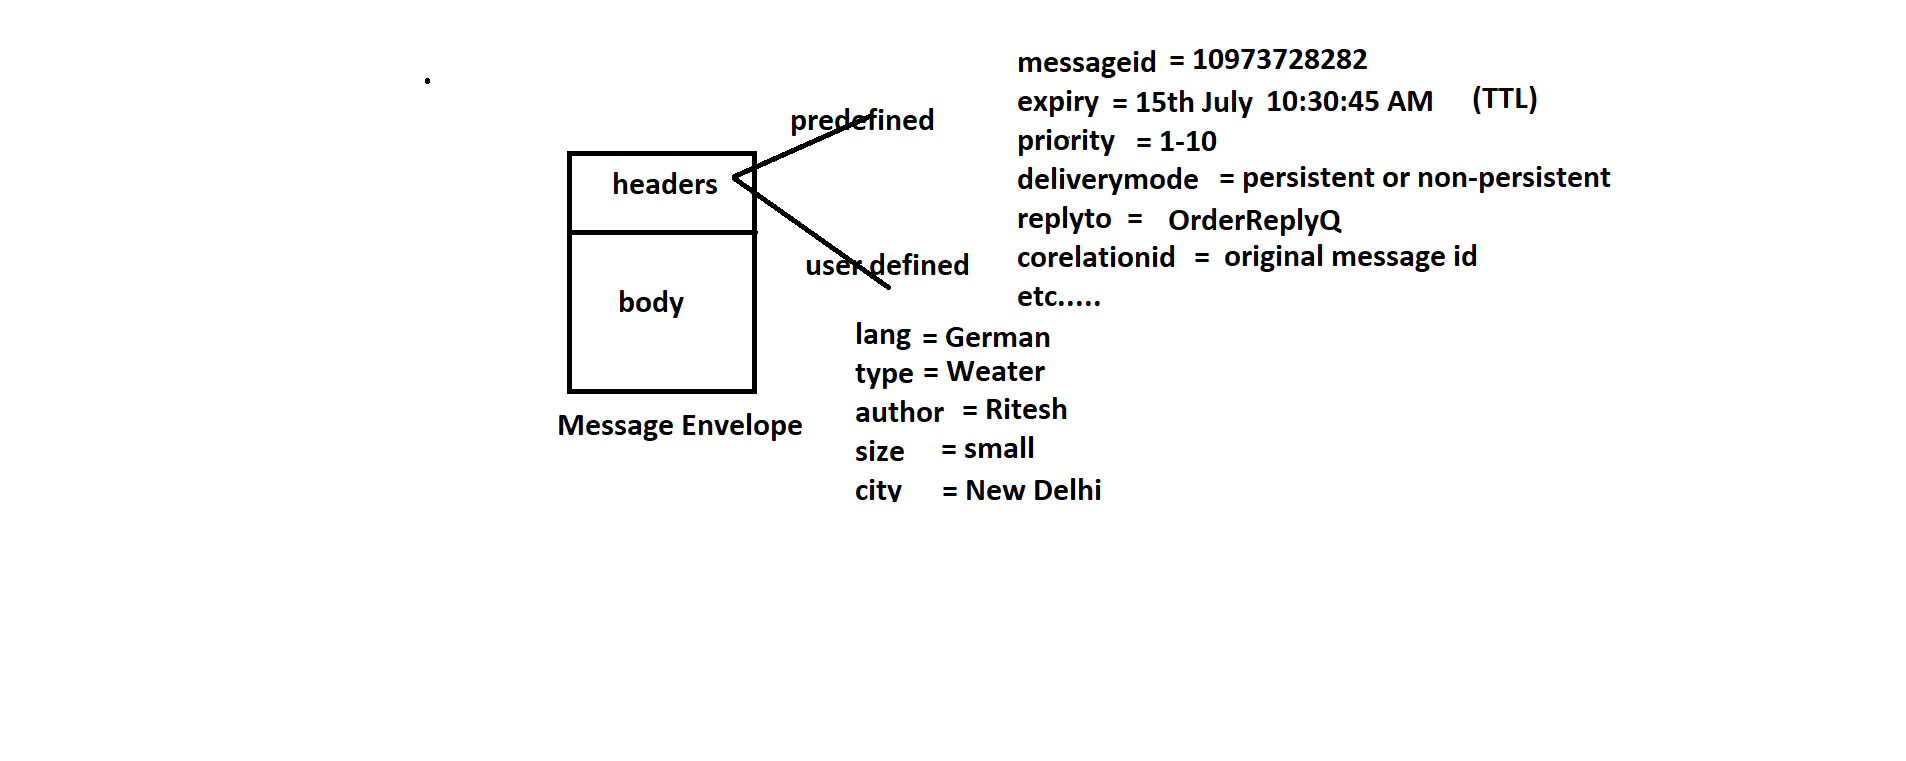 messageid = 10973728282
expiry = 15th July 10:30:45 AM (TTL)
predefined
priority = 1-10
headers
deliverymode = persistent or non-persistent
replyto = OrderReplyQ
user defined
corelationid = original message id
etc.....
body
lang = German
type = Weater
author = Ritesh
Message Envelope
size = small
city = New Delhi